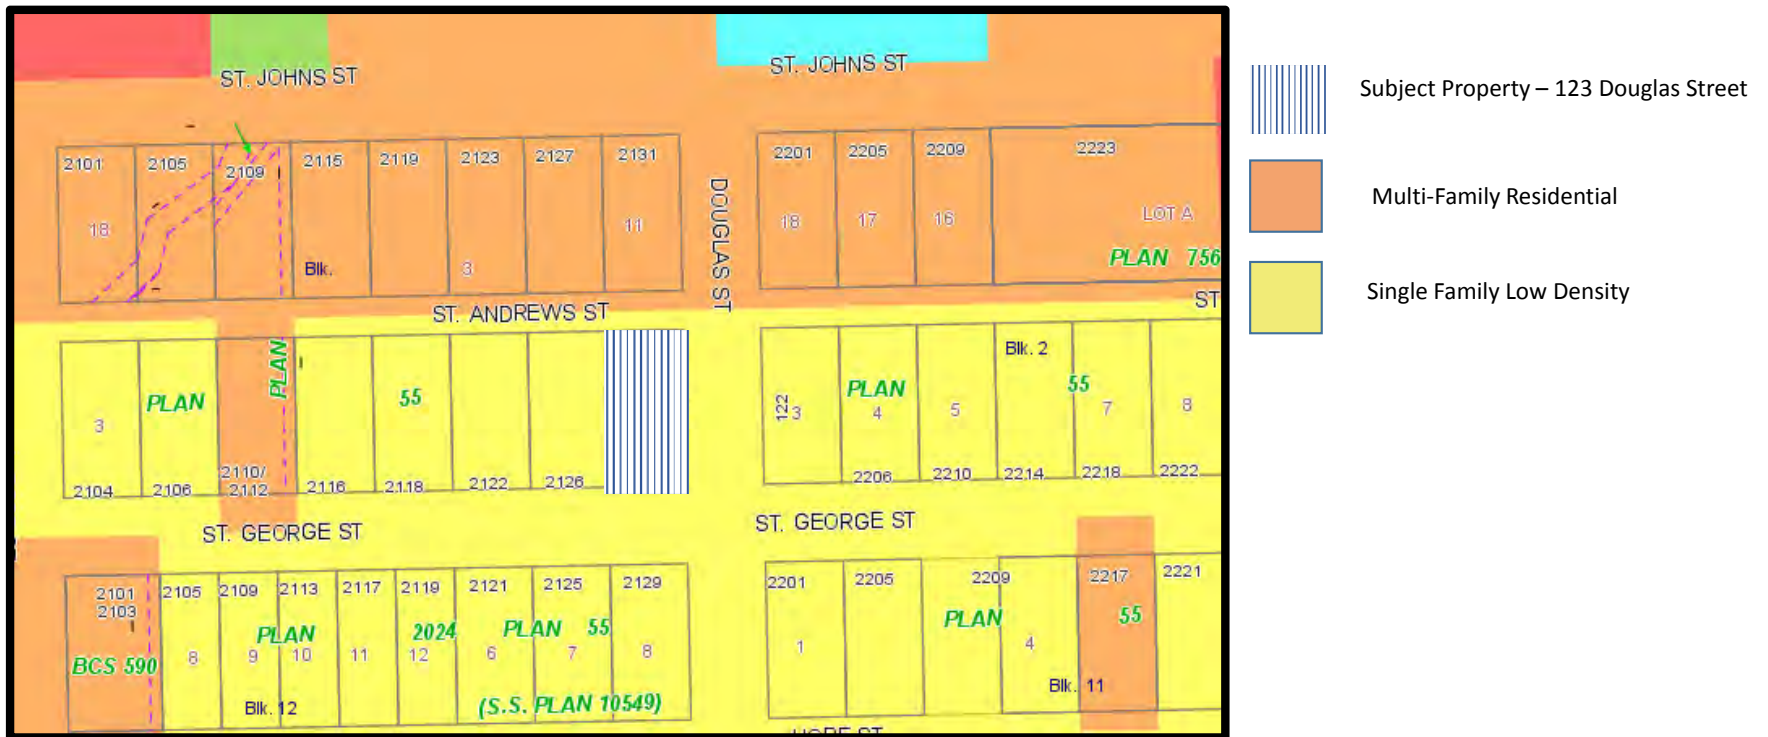 ST. JOHNS ST
ST. JOHNS ST
Subject Property – 123 Douglas Street
Multi-Family Residential
Single Family Low Density
2101 2105 2109 2115 2119 2123 2127 2131
2201 2205 2209 2223
18 Blk. 3 11
DOUGLAS ST
18 17 16 LOT A
PLAN 756
ST. ANDREWS ST
ST
PLAN PLAN 55
3
2104 2106 2110/ 2116 2118 2122 2126
2112
Blk. 2
122 3 PLAN 4 5 55 7 8
2206 2210 2214 2218 2222
ST. GEORGE ST
ST. GEORGE ST
2101 2105 2109 2113 2117 2119 2121 2125 2129
2103
PLAN 2024 PLAN 55
BCS 590 8 9 10 11 12 6 7 8
Blk. 12 (S.S. PLAN 10549)
2201 2205 2209 2217 2221
PLAN 55
1 4
Blk. 11